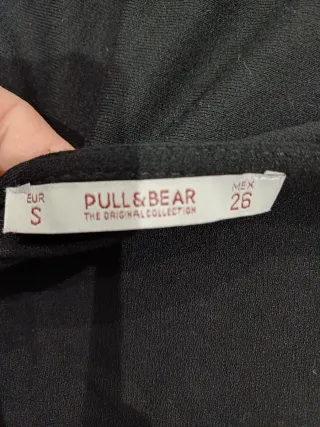 EUR
S
PULL&BEAR
THE ORIGINAL COLLECTION
MEX
26